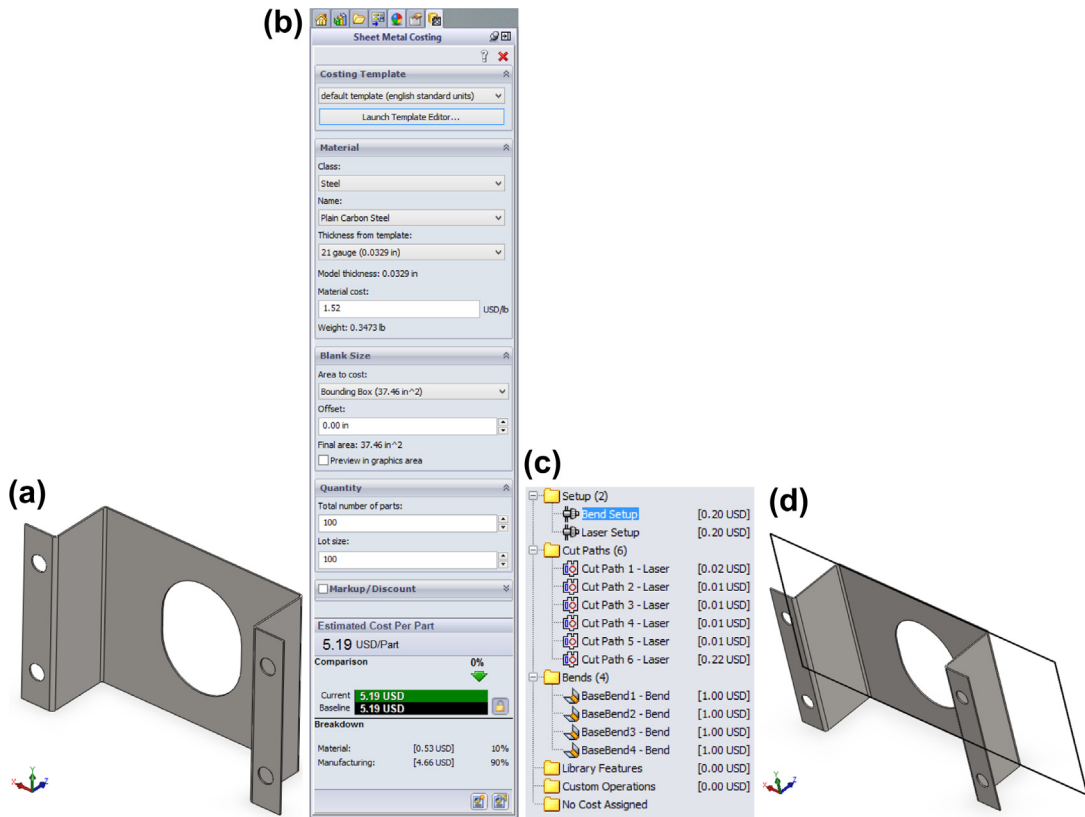 (b)
Sheet Metal Costing
?
Costing Template
default template (english standard units)
Launch Template Editor...
Material
Class:
Steel
Name:
Plain Carbon Steel
Thickness from template:
21 gauge (0.0329 in)
Model thickness: 0.0329 in
Material cost:
1.52 USD/lb
Weight: 0.3473 lb
Blank Size
Area to cost:
Bounding Box (37.46 in^2)
Offset:
0.00 in
Final area: 37.46 in^2
Preview in graphics area
Quantity
Total number of parts:
100
Lot size:
100
Markup/Discount
Estimated Cost Per Part
5.19 USD/Part
Comparison 0%
Current 5.19 USD
Baseline 5.19 USD
Breakdown
Material: [0.53 USD] 10%
Manufacturing: [4.66 USD] 90%
(a)
X Y Z
(c)
Setup (2)
Bend Setup [0.20 USD]
Laser Setup [0.20 USD]
Cut Paths (6)
Cut Path 1 - Laser [0.02 USD]
Cut Path 2 - Laser [0.01 USD]
Cut Path 3 - Laser [0.01 USD]
Cut Path 4 - Laser [0.01 USD]
Cut Path 5 - Laser [0.01 USD]
Cut Path 6 - Laser [0.22 USD]
Bends (4)
BaseBend1 - Bend [1.00 USD]
BaseBend2 - Bend [1.00 USD]
BaseBend3 - Bend [1.00 USD]
BaseBend4 - Bend [1.00 USD]
Library Features [0.00 USD]
Custom Operations [0.00 USD]
No Cost Assigned
(d)
X Y Z